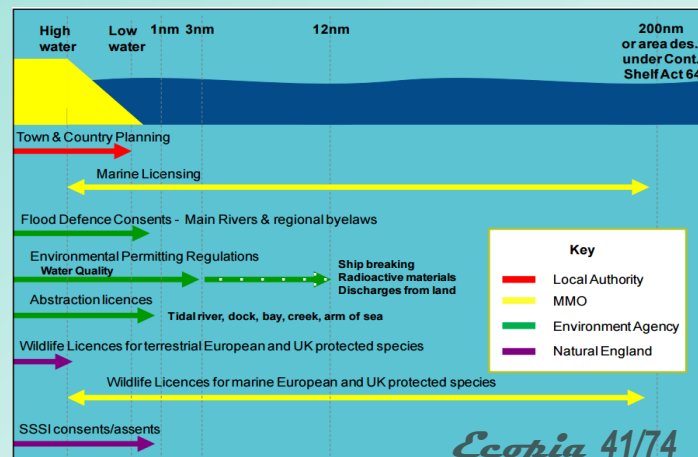 High
water
Low
water
1nm
3nm
12nm
200nm
or area des.
under Cont.
Shelf Act 64
Town & Country Planning
Marine Licensing
Flood Defence Consents - Main Rivers & regional byelaws
Environmental Permitting Regulations
Water Quality
Ship breaking
Radioactive materials
Discharges from land
Abstraction licences
Tidal river, dock, bay, creek, arm of sea
Wildlife Licences for terrestrial European and UK protected species
Wildlife Licences for marine European and UK protected species
SSSI consents/assents
Key
Local Authority
MMO
Environment Agency
Natural England
Ecopia 41/74